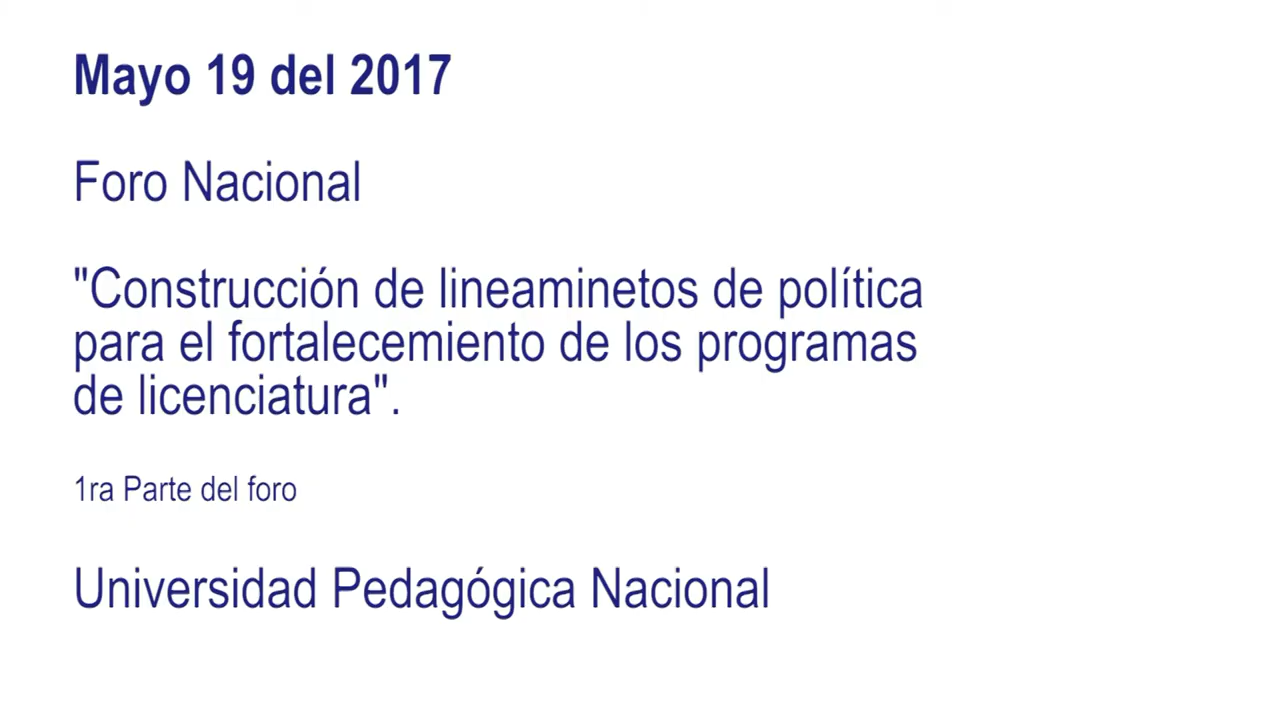 Mayo 19 del 2017
Foro Nacional
"Construcción de lineaminetos de política
para el fortalecemiento de los programas
de licenciatura".
1ra Parte del foro
Universidad Pedagógica Nacional